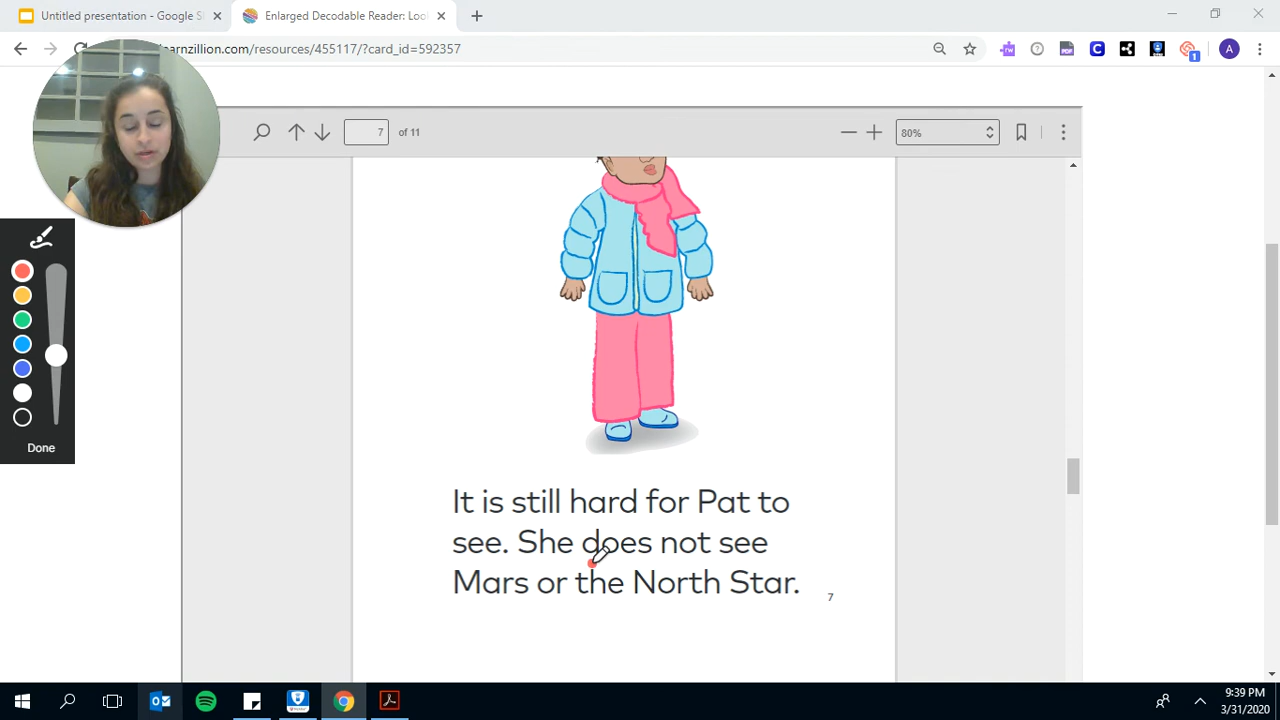 Untitled presentation - Google S
Enlarged Decodable Reader: Loo
earnzillion.com/resources/455117/?card_id=592357
A
1
7 of 11
80%
Done
It is still hard for Pat to
see. She does not see
Mars or the North Star.
7
9:39 PM
3/31/2020